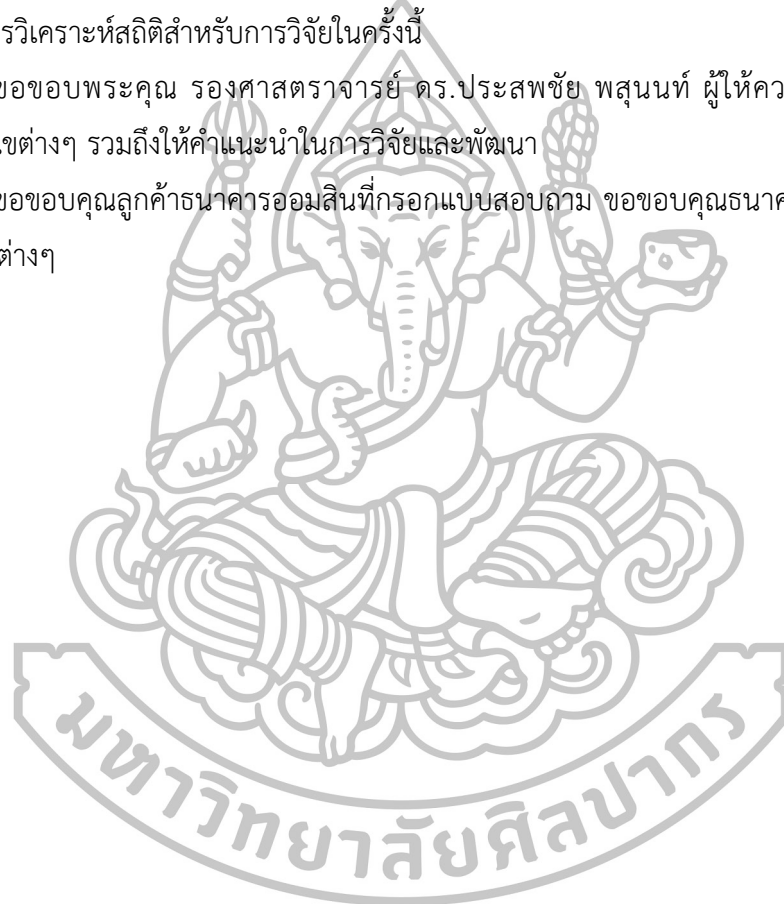 รวิเคราะห์สถิติสำหรับการวิจัยในครั้งนี้
ขอขอบพระคุณ รองศาสตราจารย์ ดร.ประสพชัย พสุนนท์ ผู้ให้คว
ขต่างๆ รวมถึงให้คำแนะนำในการวิจัยและพัฒนา
ขอขอบคุณลูกค้าธนาคารออมสินที่กรอกแบบสอบถาม ขอขอบคุณธนาค
ต่างๆ
มหาวิทยาลัยศิลปากร